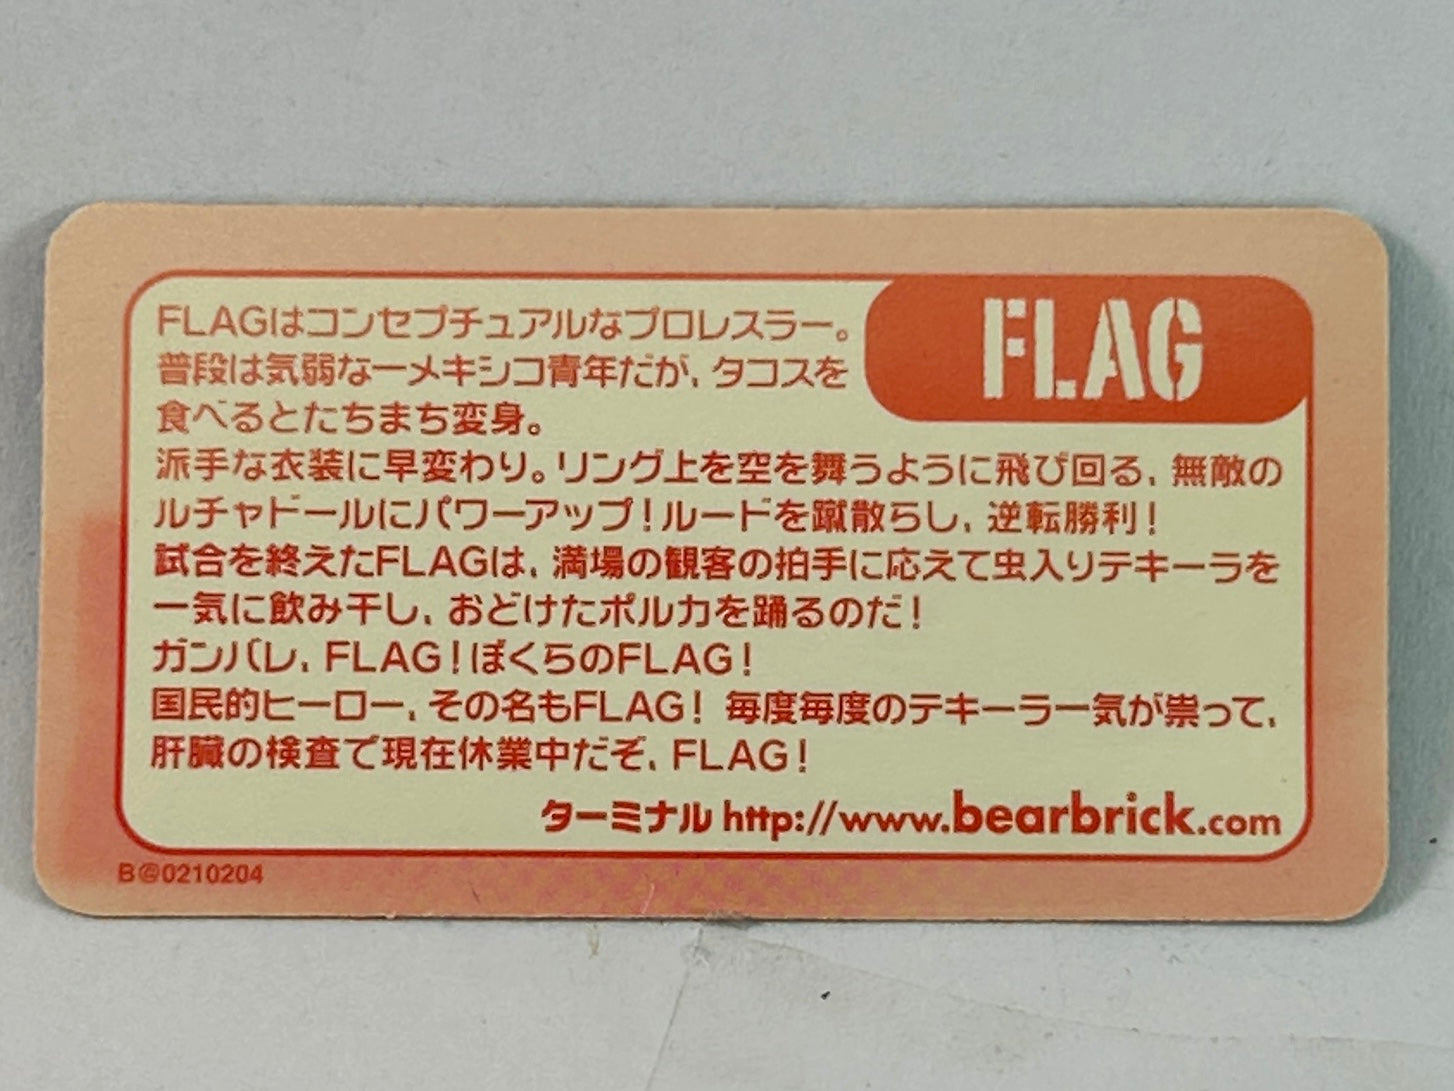 FLAG
FLAGはコンセプチュアルなプロレスラー。
普段は気弱な一メキシコ青年だが、タコスを
食べるとたちまち変身。
派手な衣装に早変わり。リング上を空を舞うように飛び回る、無敵の
ルチャドールにパワーアップ！ルードを蹴散らし、逆転勝利！
試合を終えたFLAGは、満場の観客の拍手に応えて虫入りテキーラを
一気に飲み干し、おどけたポルカを踊るのだ！
ガンバレ、FLAG！ぼくらのFLAG！
国民的ヒーロー、その名もFLAG！ 毎度毎度のテキーラ一気が祟って、
肝臓の検査で現在休業中だぞ、FLAG！
ターミナル http://www.bearbrick.com
B@0210204